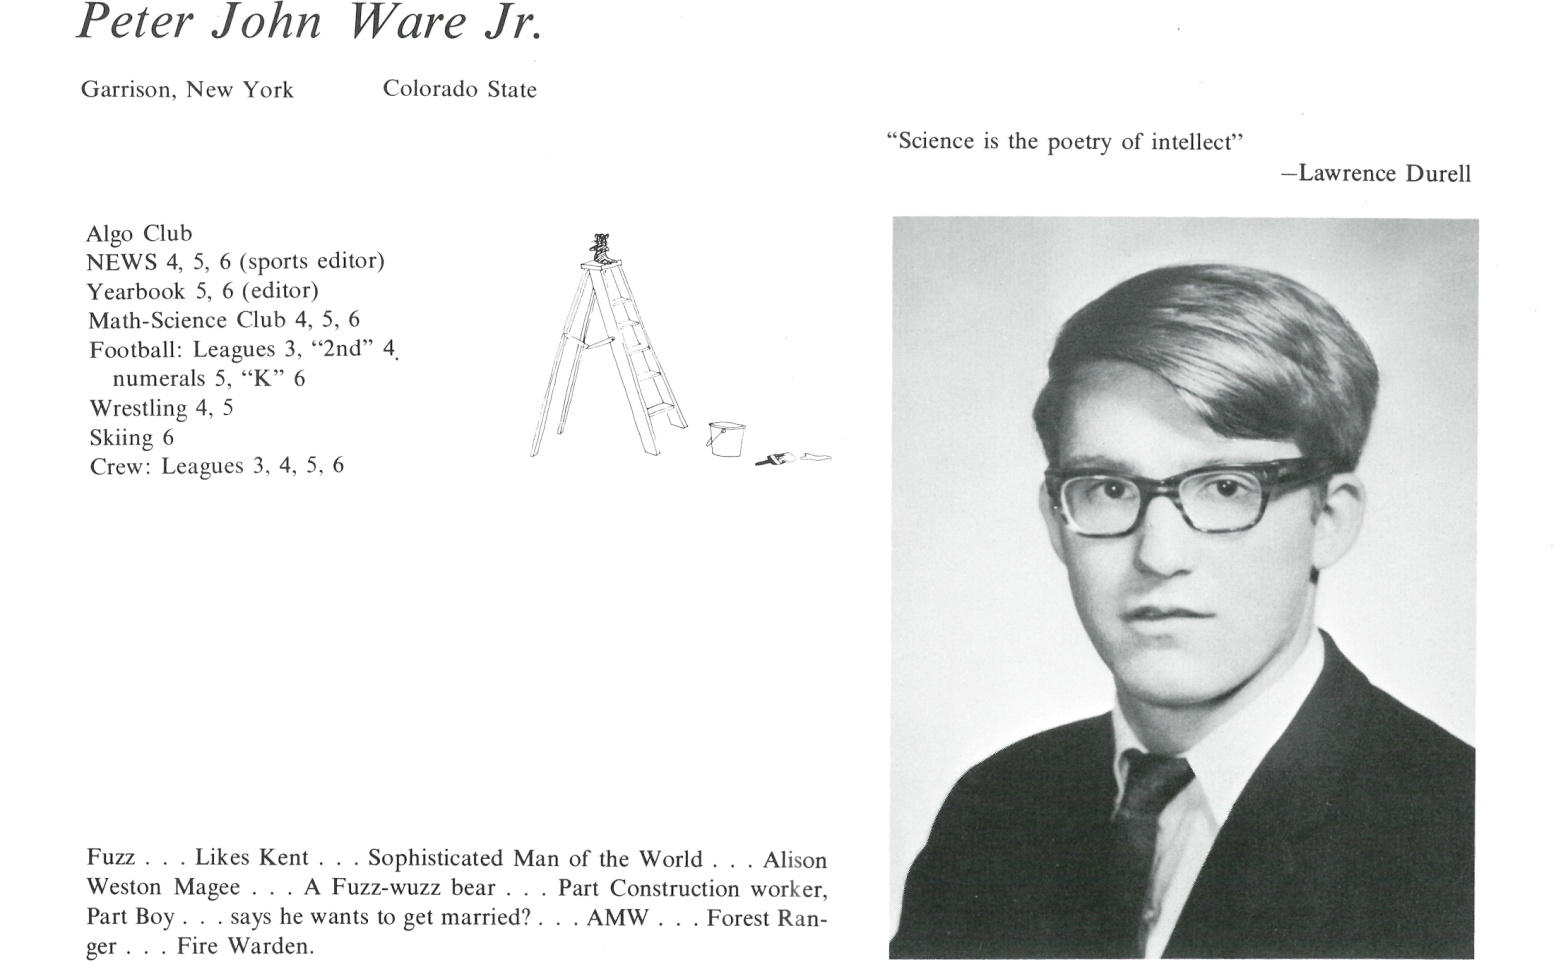 Peter John Ware Jr.
Garrison, New York Colorado State
“Science is the poetry of intellect”
—Lawrence Durell
Algo Club
NEWS 4, 5, 6 (sports editor)
Yearbook 5, 6 (editor)
Math-Science Club 4, 5, 6
Football: Leagues 3, “2nd” 4,
numerals 5, “K” 6
Wrestling 4, 5
Skiing 6
Crew: Leagues 3, 4, 5, 6
Fuzz . . . Likes Kent . . . Sophisticated Man of the World . . . Alison
Weston Magee . . . A Fuzz-wuzz bear . . . Part Construction worker,
Part Boy . . . says he wants to get married? . . . AMW . . . Forest Ran-
ger . . . Fire Warden.